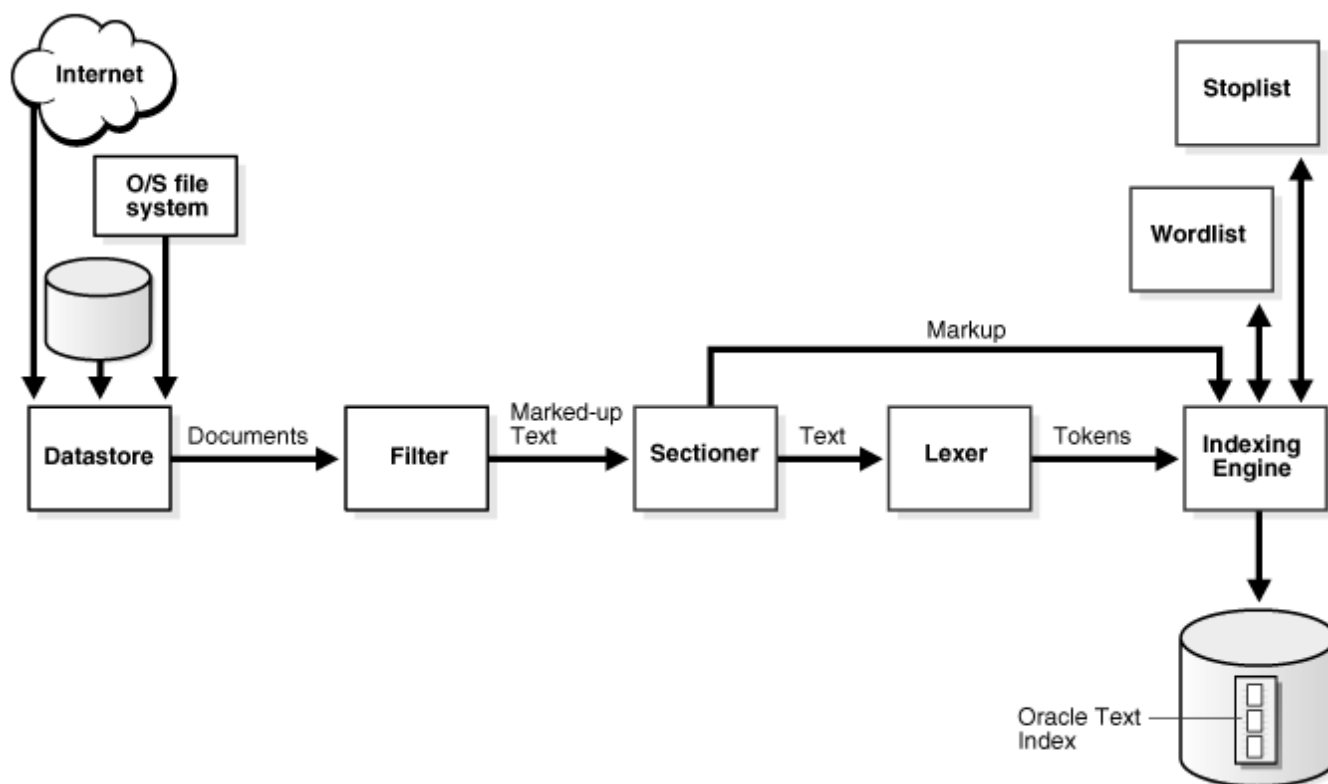 Internet
Stoplist
O/S file
system
Wordlist
Markup
Datastore
Documents
Filter
Marked-up
Text
Sectioner
Text
Lexer
Tokens
Indexing
Engine
Oracle Text
Index